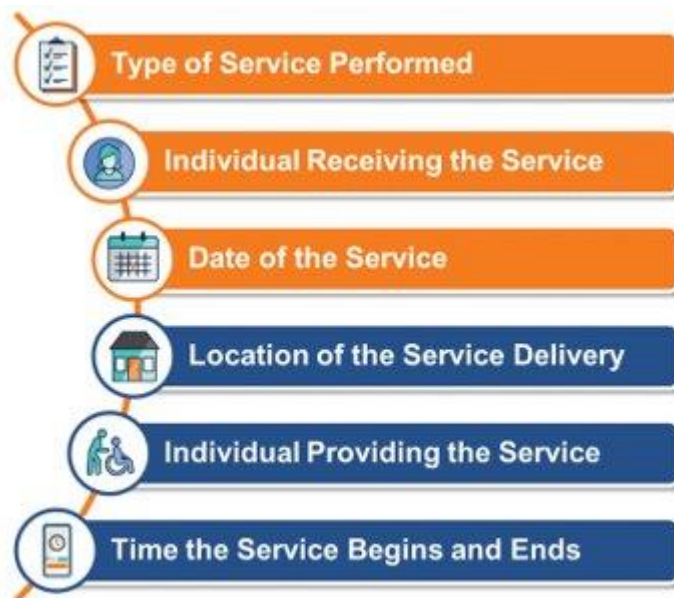 Type of Service Performed
Individual Receiving the Service
Date of the Service
Location of the Service Delivery
Individual Providing the Service
Time the Service Begins and Ends